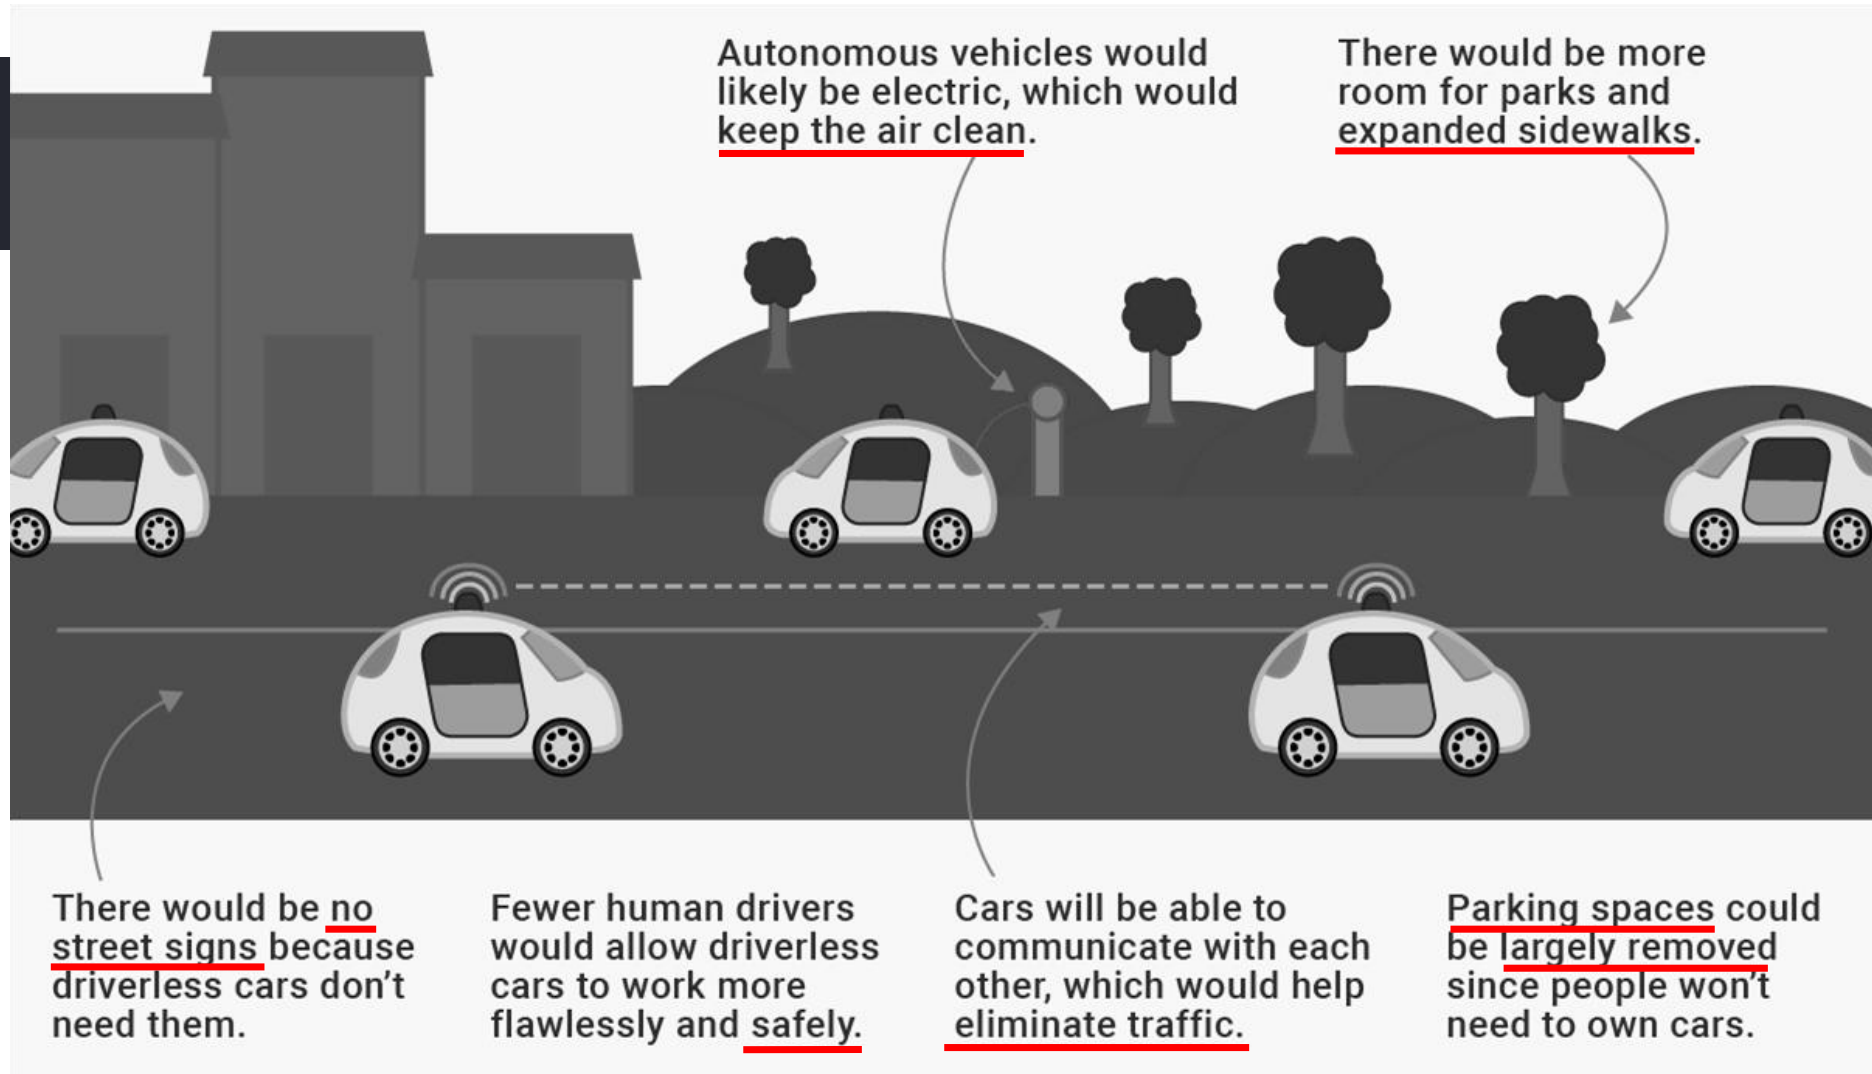 Autonomous vehicles would
likely be electric, which would
keep the air clean.
There would be more
room for parks and
expanded sidewalks.
There would be no
street signs because
driverless cars don't
need them.
Fewer human drivers
would allow driverless
cars to work more
flawlessly and safely.
Cars will be able to
communicate with each
other, which would help
eliminate traffic.
Parking spaces could
be largely removed
since people won't
need to own cars.